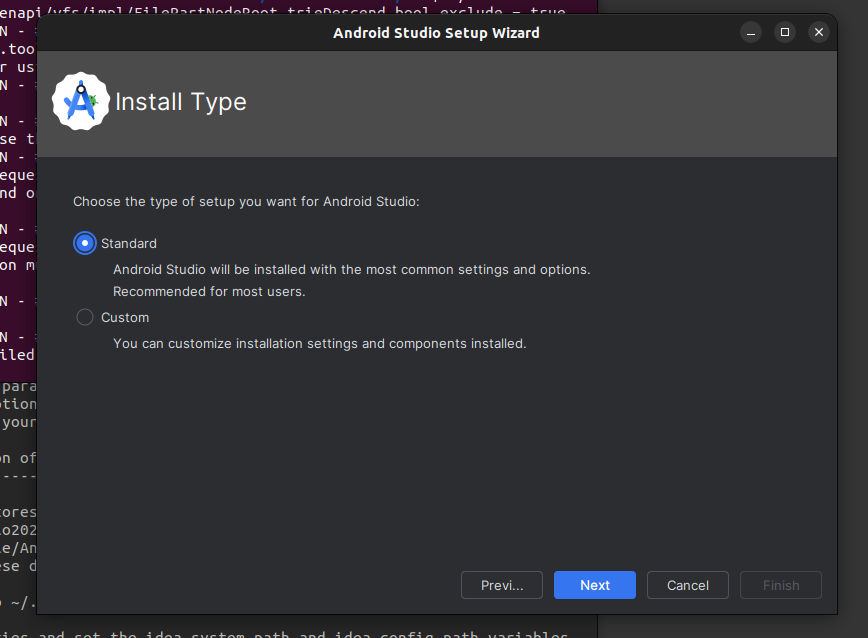 enapi/vfs/impl/FilePartNodeRoot.trieDescend bool exclude = true
Android Studio Setup Wizard
N -
.too
r us
N -
Install Type
N -
se t
N -
eque
nd o
Choose the type of setup you want for Android Studio:
N -
eque
Standard
on m
Android Studio will be installed with the most common settings and options.
Recommended for most users.
N -
Custom
N -
You can customize installation settings and components installed.
iled
para
ption
your
on of
----
tores
io202
le/An
ese d
Previ...
Next
Cancel
Finish
~/.
ies and set the idea.system.path and idea.config.path variables